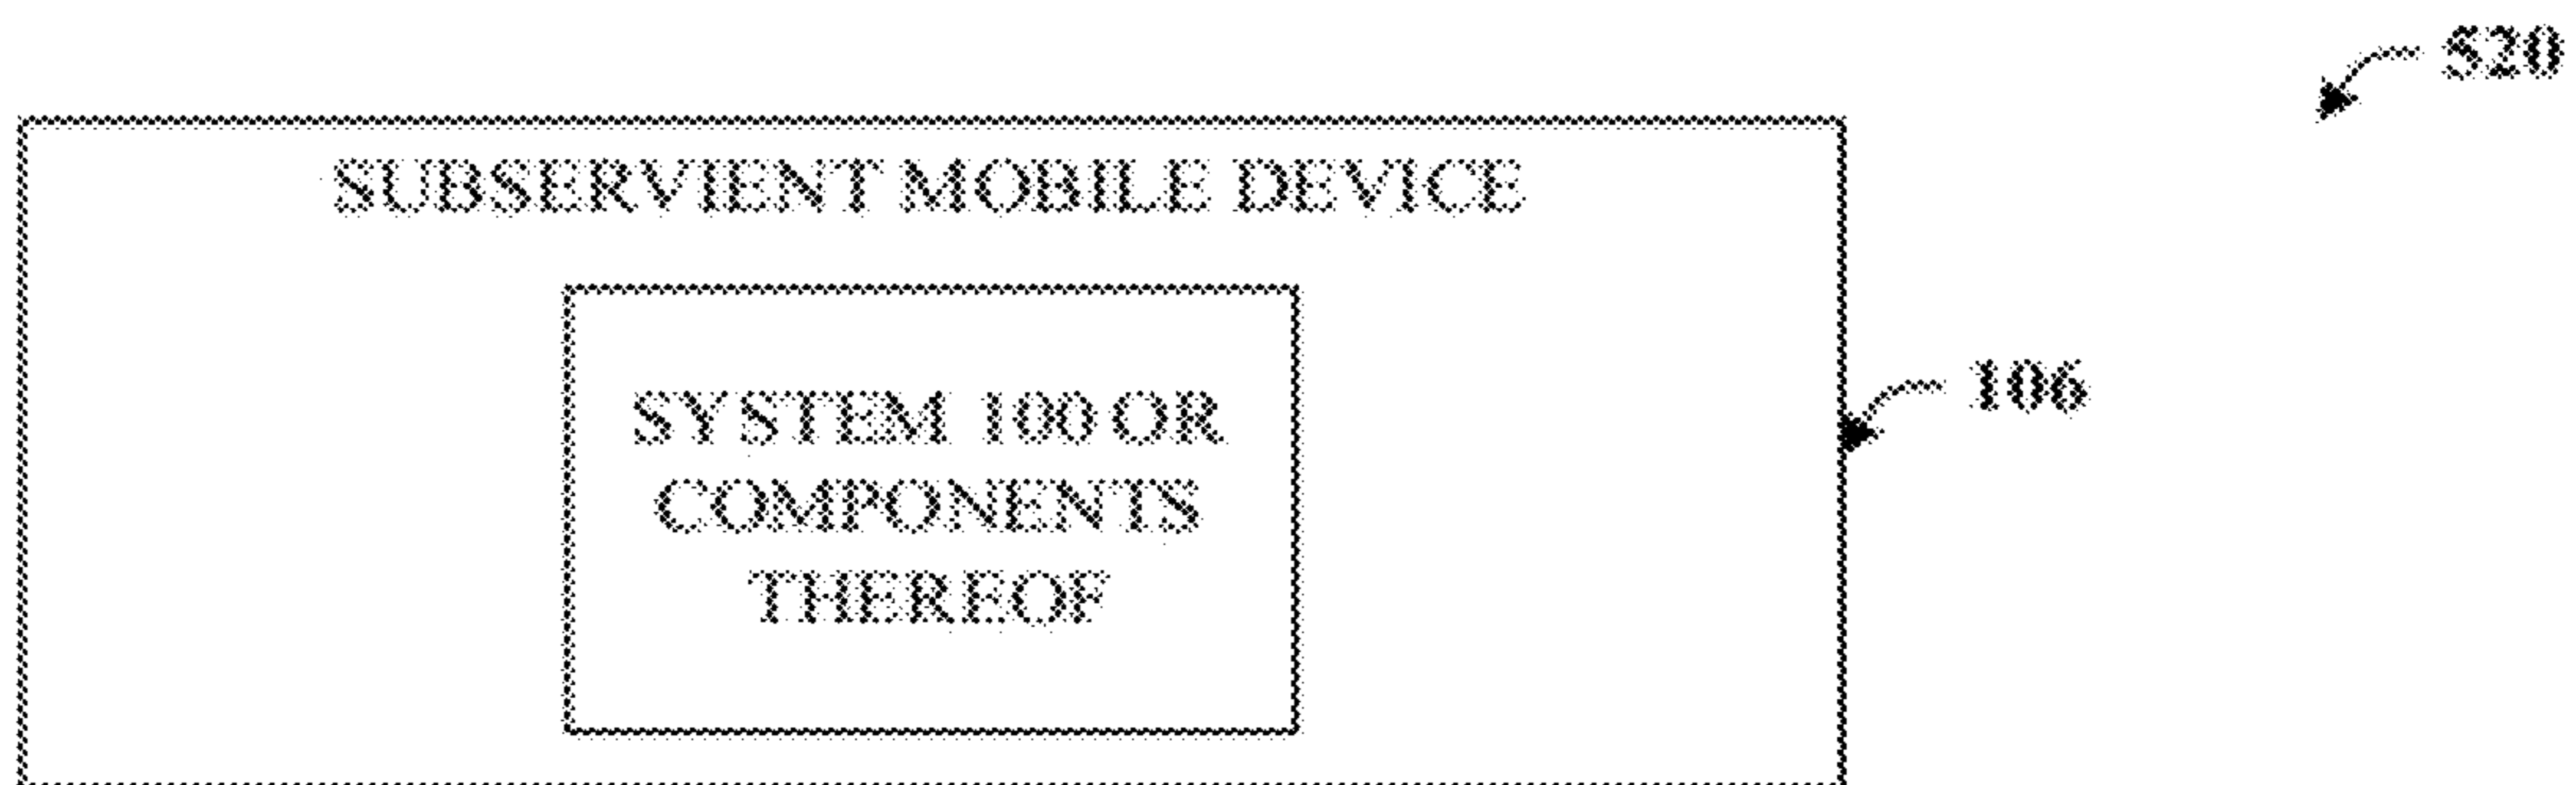 520
SUBSERVIENT MOBILE DEVICE
106
SYSTEM 100 OR
COMPONENTS
THEREOF